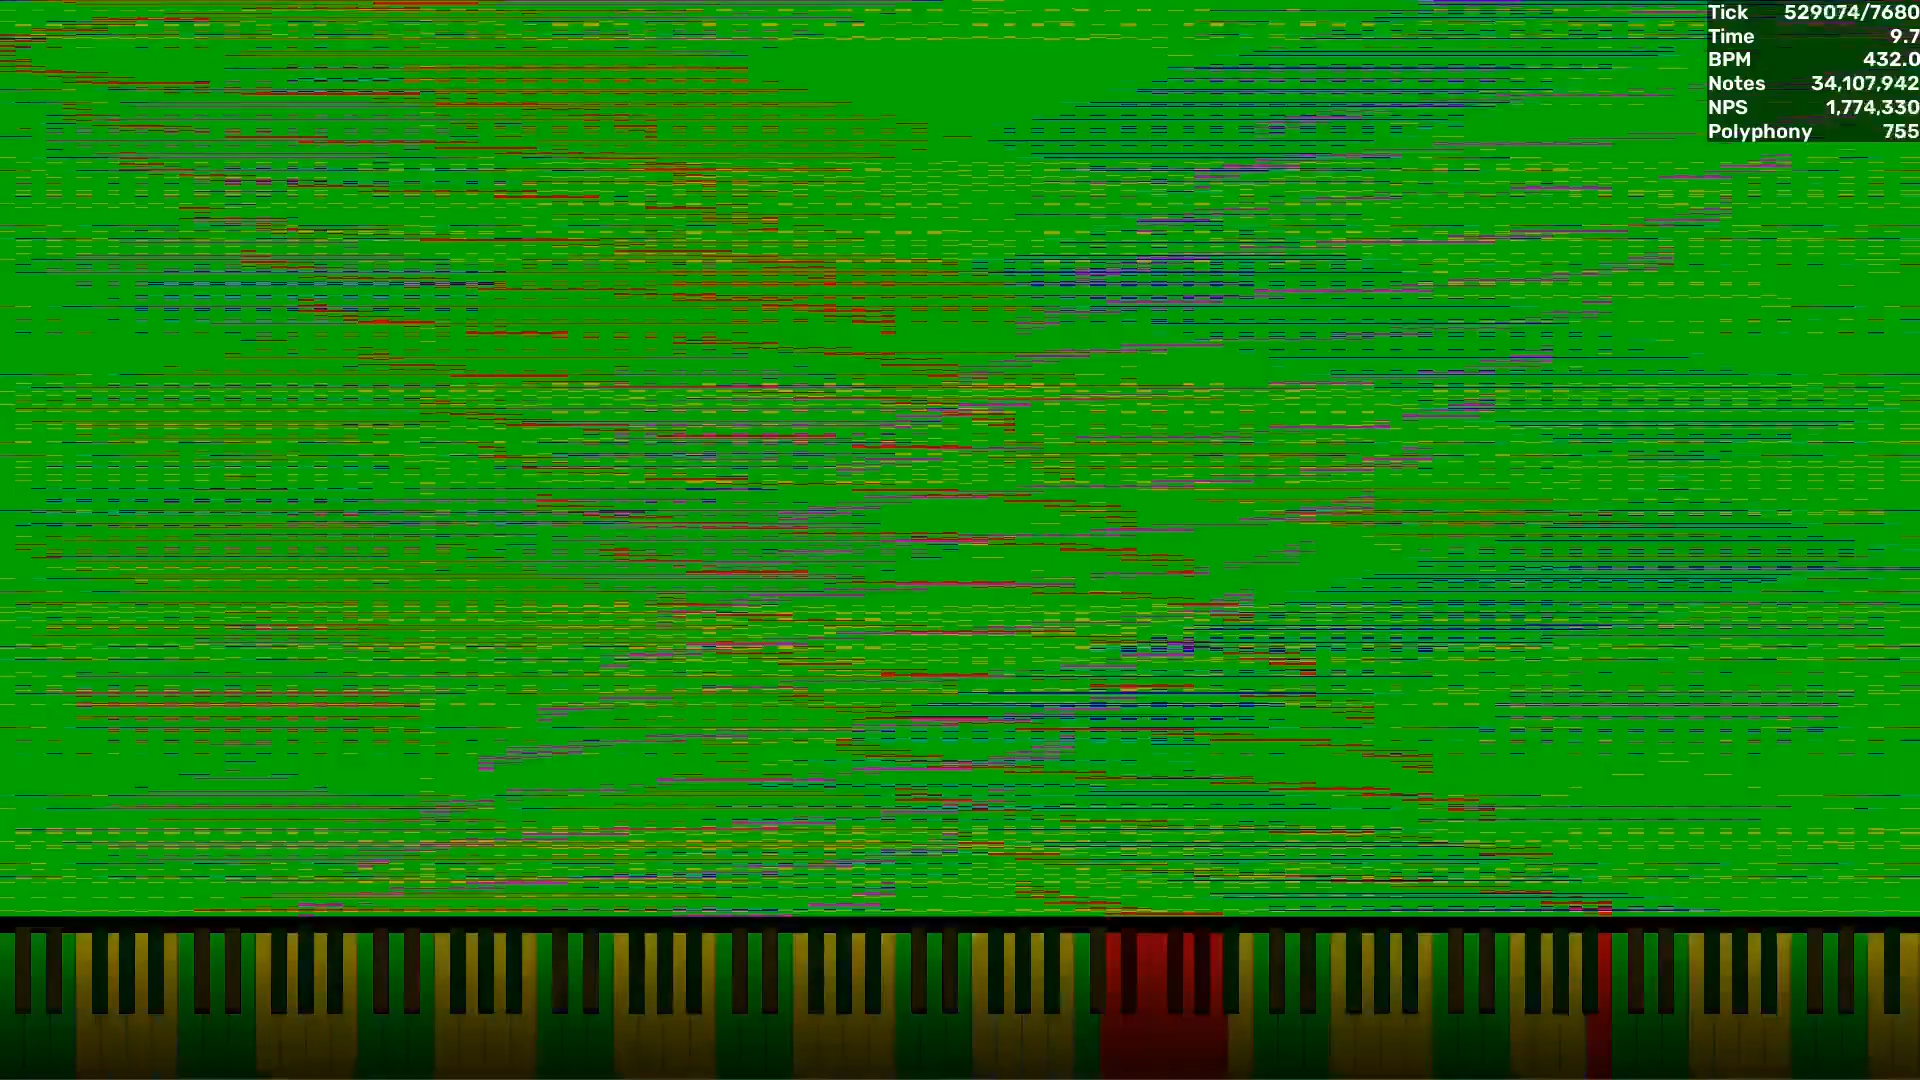 Tick 529074/7680
Time 9.7
BPM 432.0
Notes 34,107,942
NPS 1,774,330
Polyphony 755